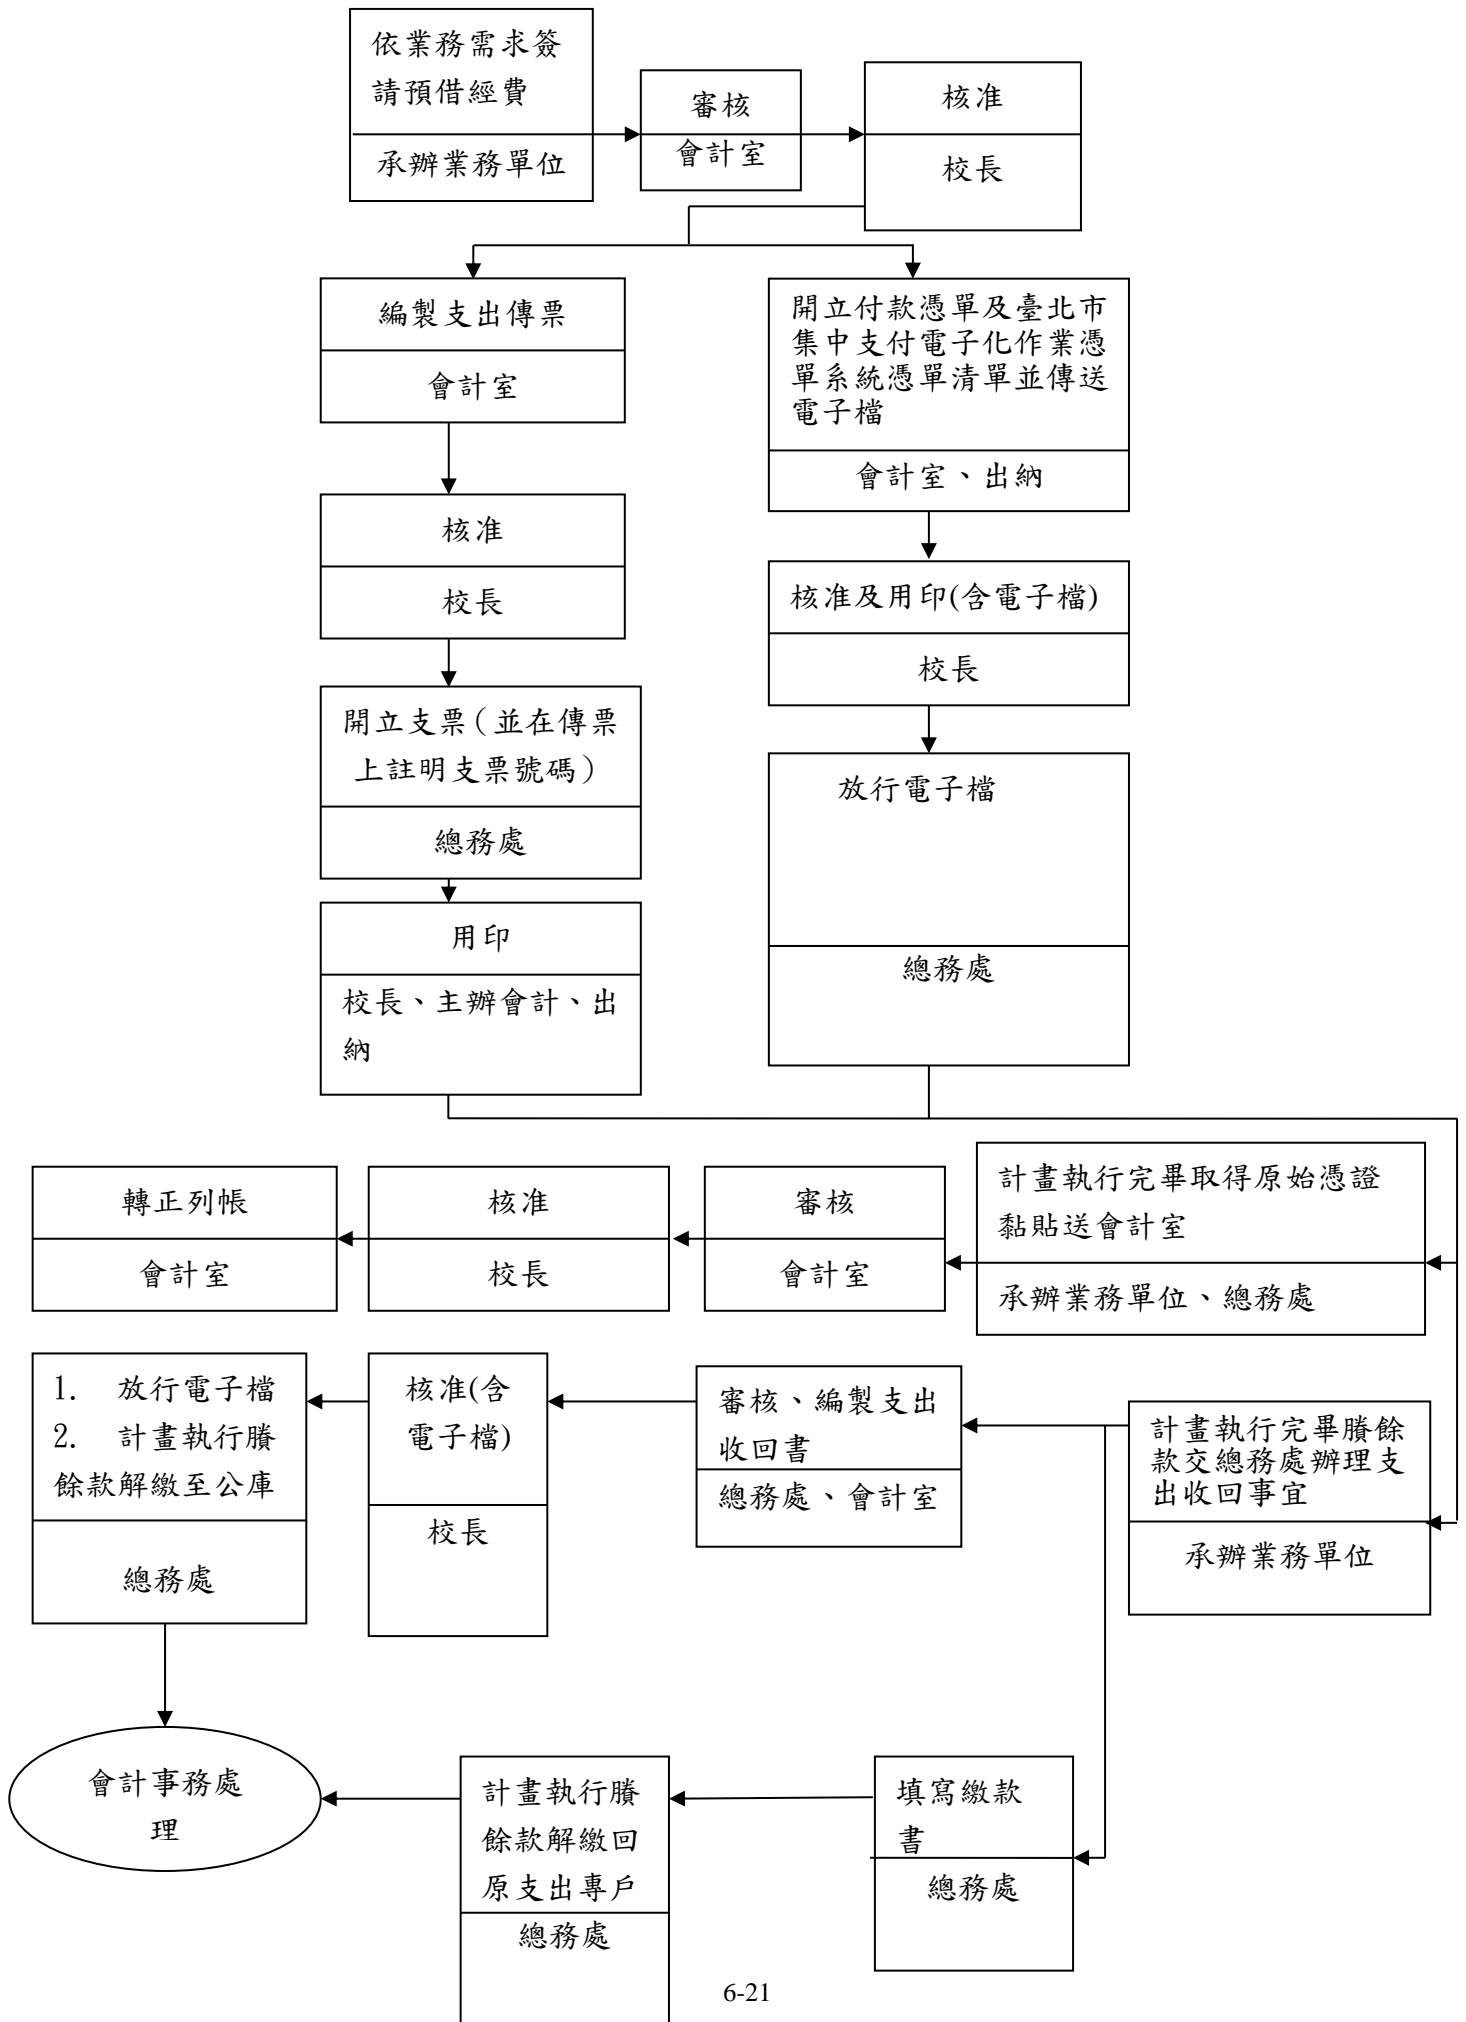 依業務需求簽
請預借經費
承辦業務單位
審核
會計室
核准
校長
編製支出傳票
會計室
開立付款憑單及臺北市
集中支付電子化作業憑
單系統憑單清單並傳送
電子檔
會計室、出納
核准
校長
核准及用印(含電子檔)
校長
開立支票（並在傳票
上註明支票號碼）
總務處
放行電子檔
總務處
用印
校長、主辦會計、出
納
計畫執行完畢取得原始憑證
黏貼送會計室
承辦業務單位、總務處
審核
會計室
核准
校長
轉正列帳
會計室
計畫執行完畢賸餘
款交總務處辦理支
出收回事宜
承辦業務單位
審核、編製支出
收回書
總務處、會計室
核准(含
電子檔)
校長
1. 放行電子檔
2. 計畫執行賸
餘款解繳至公庫
總務處
填寫繳款
書
總務處
計畫執行賸
餘款解繳回
原支出專戶
總務處
會計事務處
理
6-21